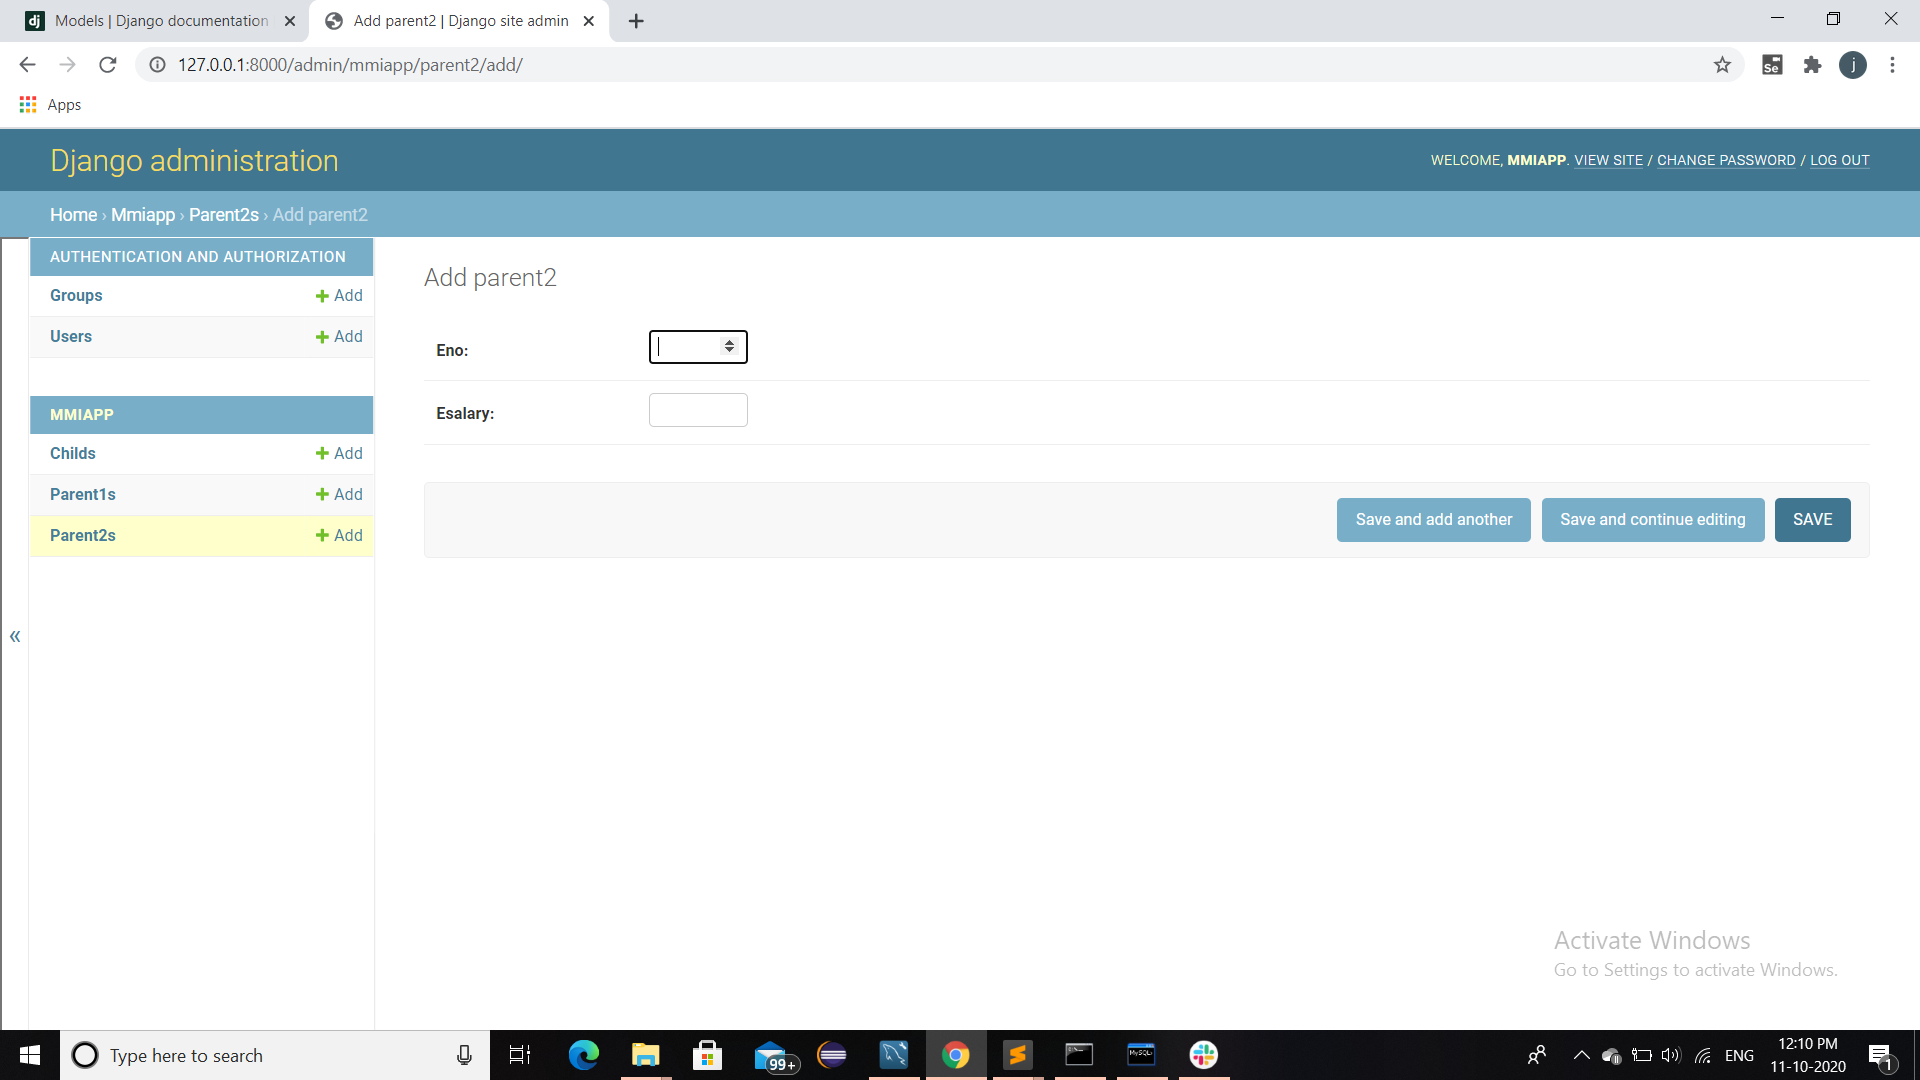 Models | Django documentation
Add parent2 | Django site admin
127.0.0.1:8000/admin/mmiapp/parent2/add/
Se
j
Apps
Django administration
WELCOME, MMIAPP. VIEW SITE / CHANGE PASSWORD / LOG OUT
Home › Mmiapp › Parent2s › Add parent2
AUTHENTICATION AND AUTHORIZATION
Groups + Add
Users + Add
MMIAPP
Childs + Add
Parent1s + Add
Parent2s + Add
«
Add parent2
Eno:
Esalary:
Save and add another
Save and continue editing
SAVE
Activate Windows
Go to Settings to activate Windows.
Type here to search
99+
ENG
12:10 PM
11-10-2020
1